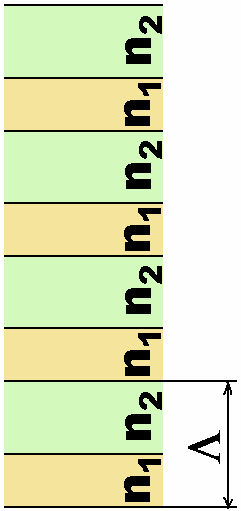 n₁ n₂ n₁ n₂ n₁ n₂ n₁ n₂
Λ